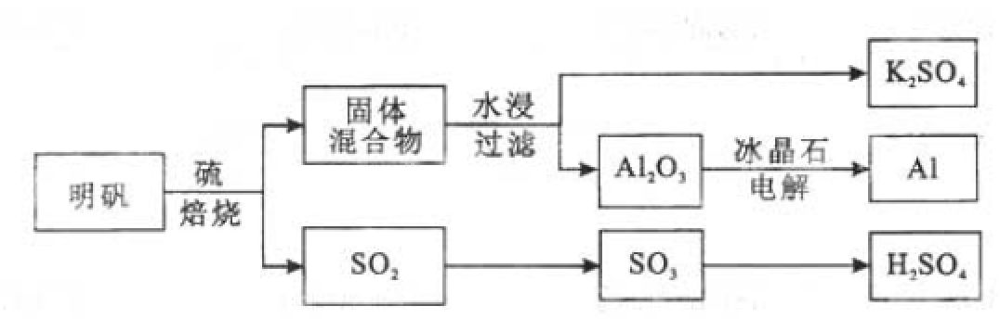 明矾
硫
焙烧
固体
混合物
水浸
过滤
K₂SO₄
Al₂O₃
冰晶石
电解
Al
SO₂
SO₃
H₂SO₄